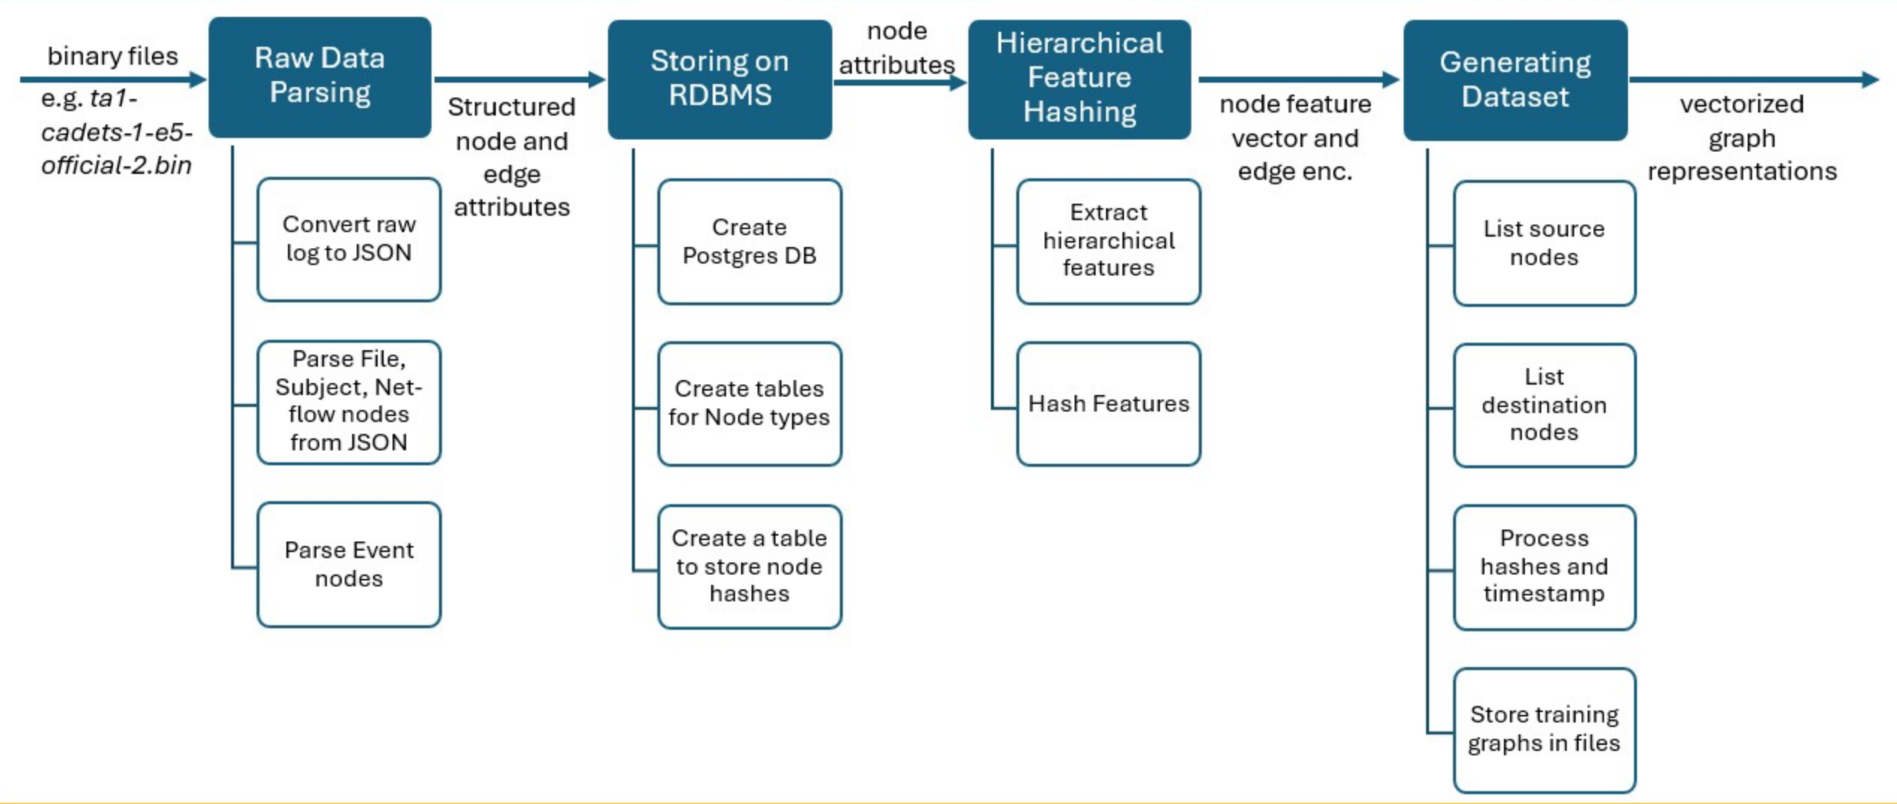 binary files
e.g. ta1-
cadets-1-e5-
official-2.bin
Raw Data
Parsing
Convert raw
log to JSON
Parse File,
Subject, Net-
flow nodes
from JSON
Parse Event
nodes
Structured
node and
edge
attributes
Storing on
RDBMS
Create
Postgres DB
Create tables
for Node types
Create a table
to store node
hashes
node
attributes
Hierarchical
Feature
Hashing
Extract
hierarchical
features
Hash Features
node feature
vector and
edge enc.
Generating
Dataset
List source
nodes
List
destination
nodes
Process
hashes and
timestamp
Store training
graphs in files
vectorized
graph
representations